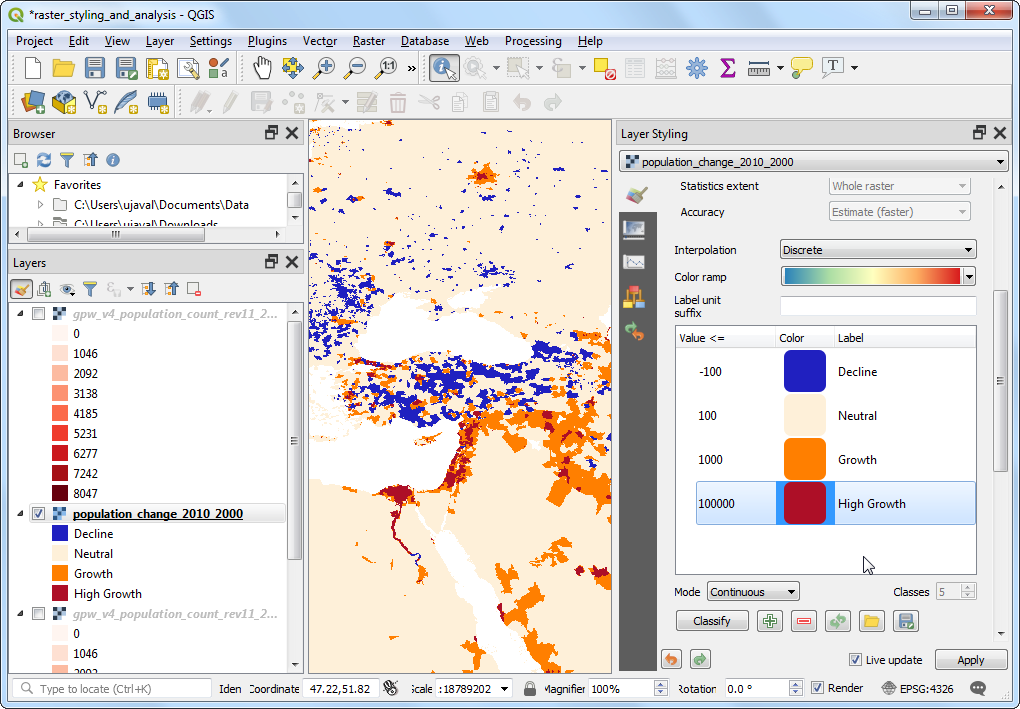 *raster_styling_and_analysis - QGIS
Project Edit View Layer Settings Plugins Vector Raster Database Web Processing Help
1:1
»
T
Browser
Favorites
C:\Users\ujaval\Documents\Data
C:\Users\ujaval\Downloads
Layers
gpw_v4_population_count_rev11_2...
0
1046
2092
3138
4185
5231
6277
7242
8047
population_change_2010_2000
Decline
Neutral
Growth
High Growth
gpw_v4_population_count_rev11_2...
0
1046
2092
Layer Styling
population_change_2010_2000
Statistics extent Whole raster
Accuracy Estimate (faster)
Interpolation Discrete
Color ramp
Label unit
suffix
Value <= Color Label
-100 Decline
100 Neutral
1000 Growth
100000 High Growth
Mode Continuous Classes 5
Classify
Live update Apply
Type to locate (Ctrl+K) Iden Coordinate 47.22,51.82 Scale :18789202 Magnifier 100% Rotation 0.0 ° Render EPSG:4326